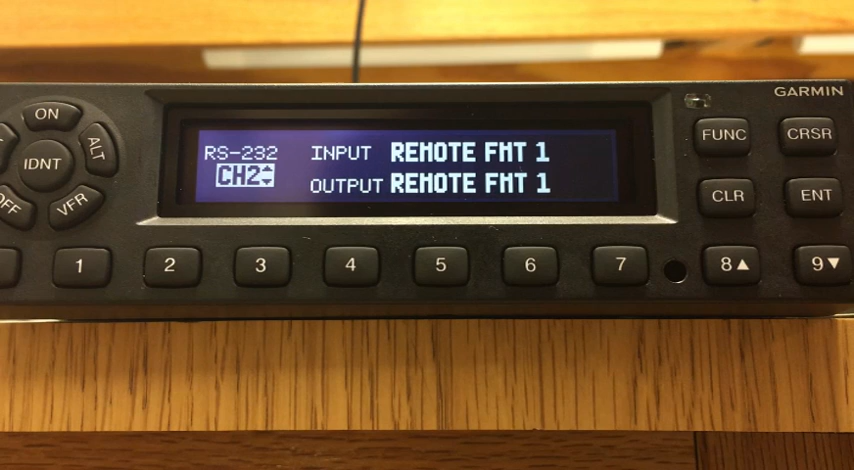 GARMIN
ON
ALT
IDNT
VFR
FUNC
CRSR
CLR
ENT
RS-232
CH2
INPUT REMOTE FMT 1
OUTPUT REMOTE FMT 1
1 2 3 4 5 6 7 8▲ 9▼